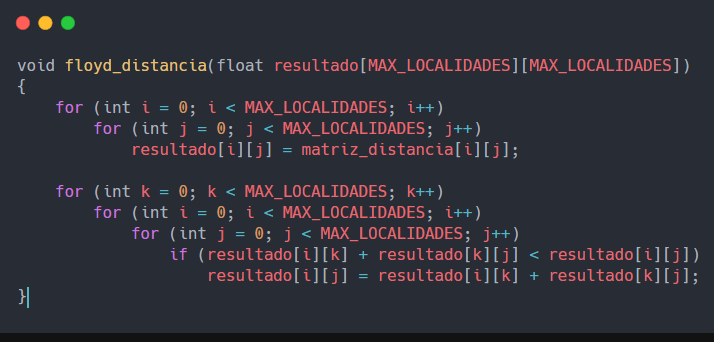 void floyd_distancia(float resultado[MAX_LOCALIDADES][MAX_LOCALIDADES])
{
    for (int i = 0; i < MAX_LOCALIDADES; i++)
        for (int j = 0; j < MAX_LOCALIDADES; j++)
            resultado[i][j] = matriz_distancia[i][j];

    for (int k = 0; k < MAX_LOCALIDADES; k++)
        for (int i = 0; i < MAX_LOCALIDADES; i++)
            for (int j = 0; j < MAX_LOCALIDADES; j++)
                if (resultado[i][k] + resultado[k][j] < resultado[i][j])
                    resultado[i][j] = resultado[i][k] + resultado[k][j];
}